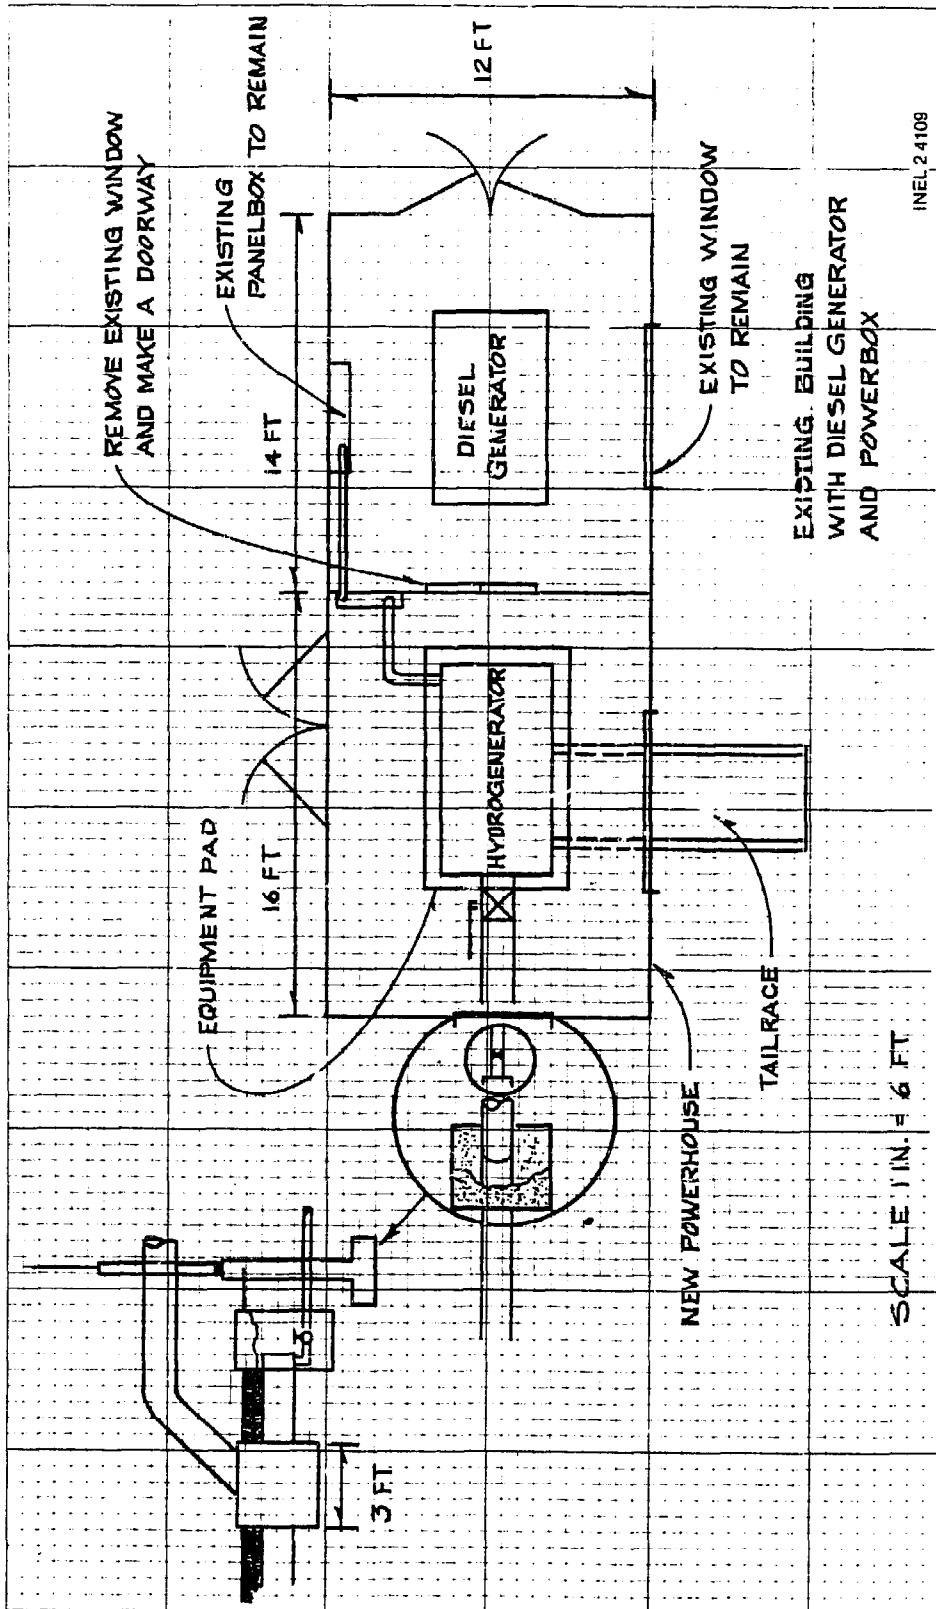 REMOVE EXISTING WINDOW
AND MAKE A DOORWAY
EXISTING
PANELBOX TO REMAIN
12 FT
14 FT
16 FT
EQUIPMENT PAD
DIESEL
GENERATOR
HYDROGENERATOR
3 FT
EXISTING WINDOW
TO REMAIN
TAILRACE
NEW POWERHOUSE
EXISTING BUILDING
WITH DIESEL GENERATOR
AND POWERBOX
SCALE 1 IN. = 6 FT
INEL 2 4109